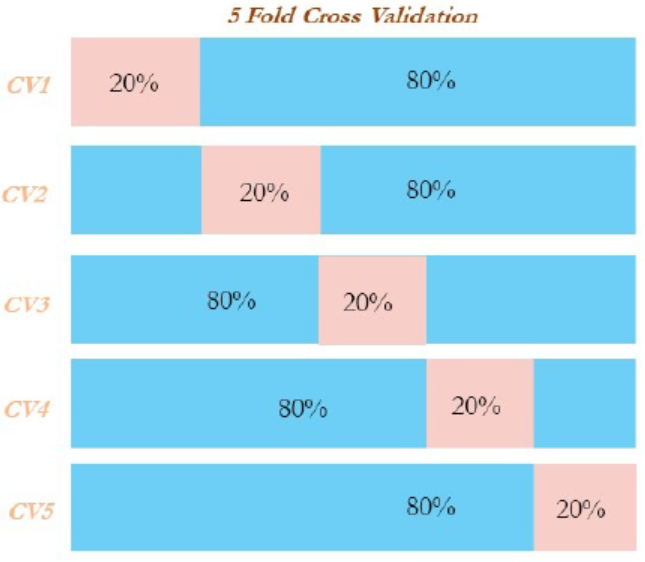 5 Fold Cross Validation
CV1 20% 80%
CV2 20% 80%
CV3 80% 20%
CV4 80% 20%
CV5 80% 20%